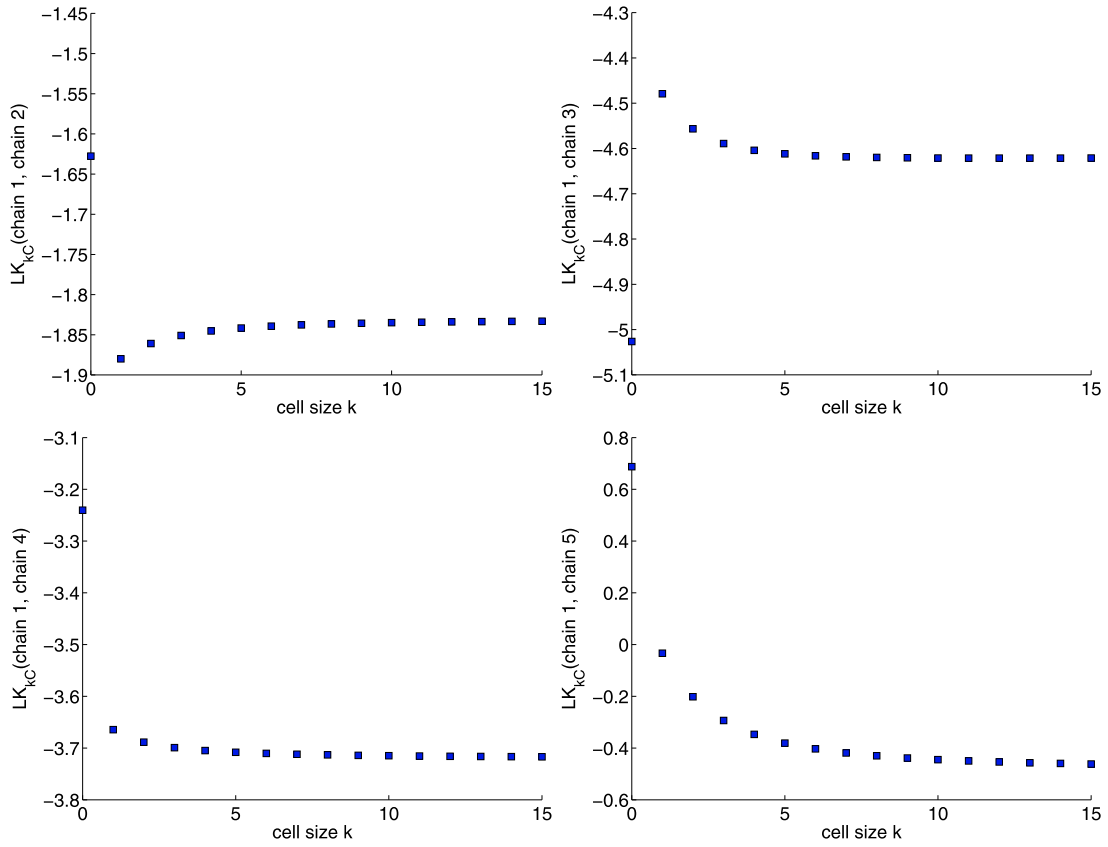 −1.45
−1.5
−1.55
−1.6
−1.65
−1.7
−1.75
−1.8
−1.85
−1.9
0 5 10 15
cell size k
LK_kC(chain 1, chain 2)
−4.3
−4.4
−4.5
−4.6
−4.7
−4.8
−4.9
−5
−5.1
0 5 10 15
cell size k
LK_kC(chain 1, chain 3)
−3.1
−3.2
−3.3
−3.4
−3.5
−3.6
−3.7
−3.8
0 5 10 15
cell size k
LK_kC(chain 1, chain 4)
0.8
0.6
0.4
0.2
0
−0.2
−0.4
−0.6
0 5 10 15
cell size k
LK_kC(chain 1, chain 5)